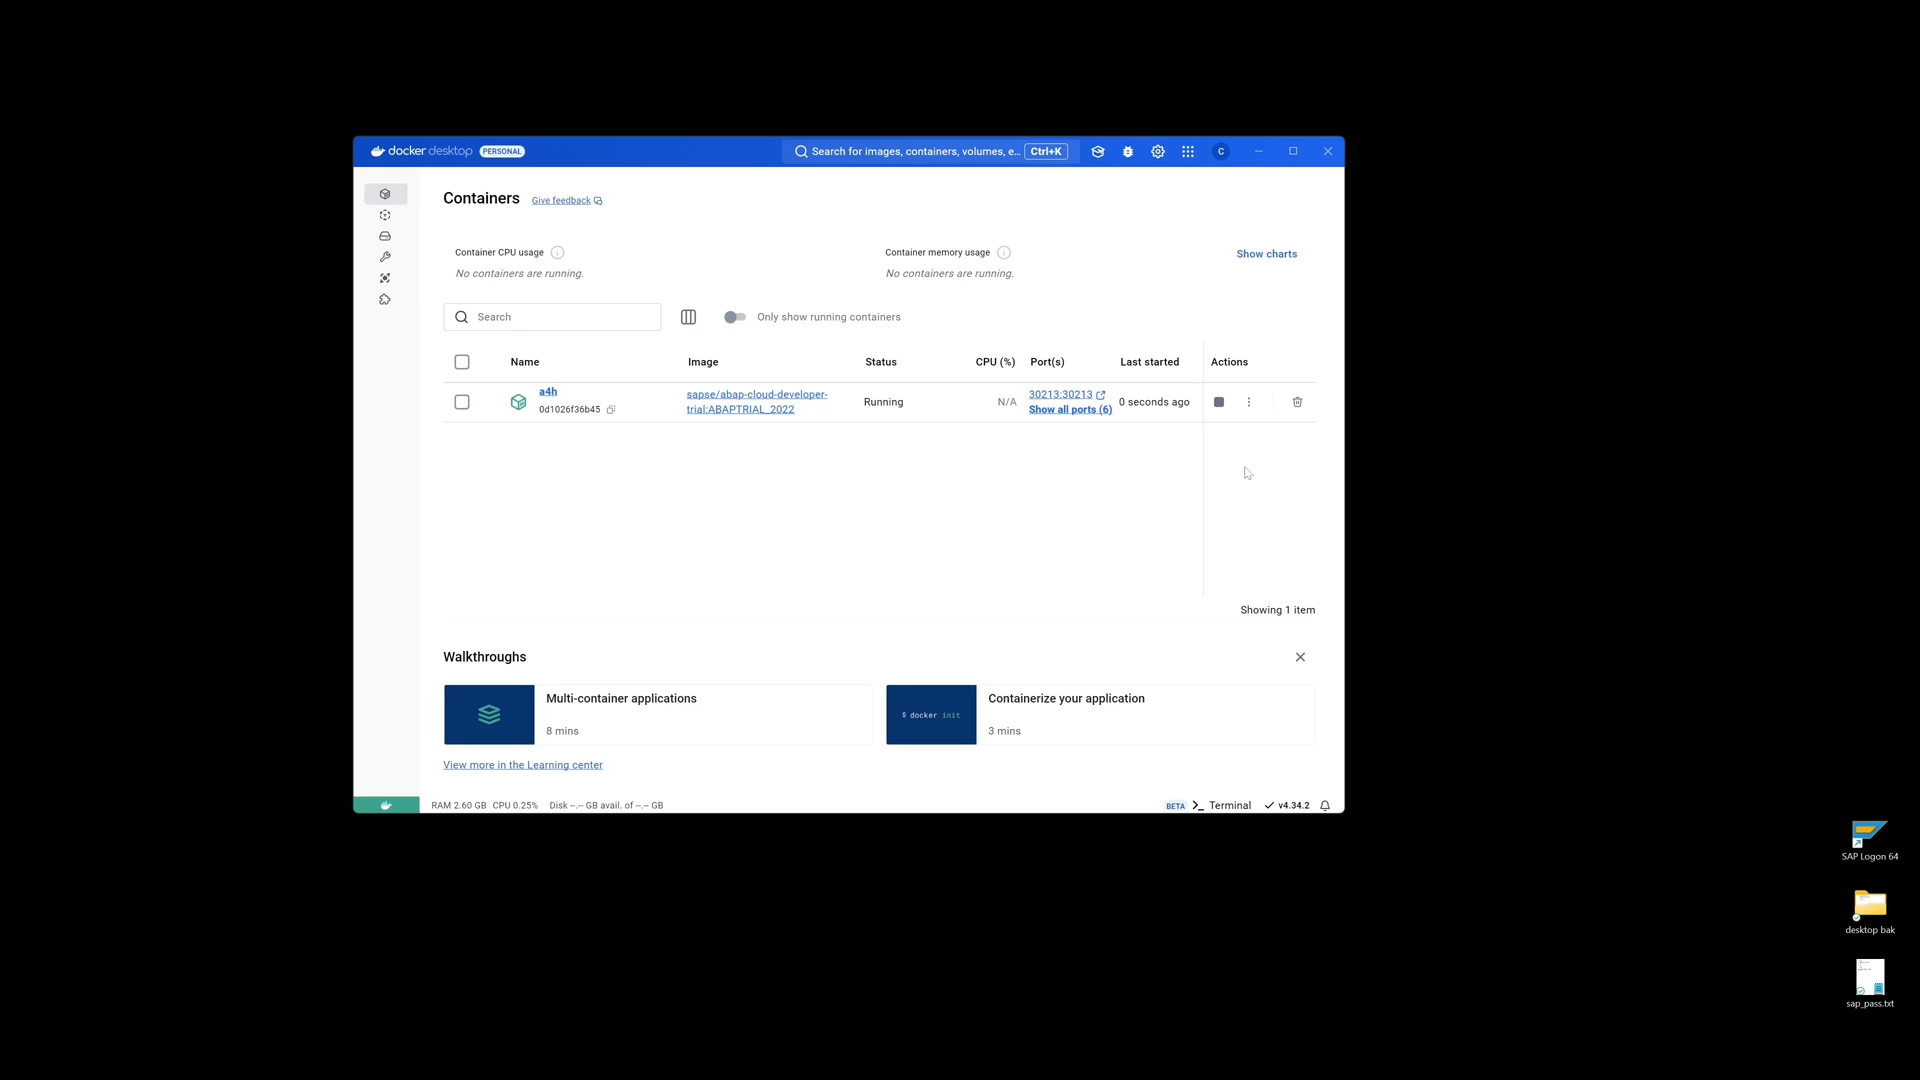 docker desktop PERSONAL
Search for images, containers, volumes, e... Ctrl+K
C
Containers Give feedback
Container CPU usage
No containers are running.
Container memory usage
No containers are running.
Show charts
Search
Only show running containers
Name Image Status CPU (%) Port(s) Last started Actions
a4h
0d1026f36b45
sapse/abap-cloud-developer-
trial:ABAPTRIAL_2022
Running
N/A
30213:30213
Show all ports (6)
0 seconds ago
Showing 1 item
Walkthroughs
Multi-container applications
8 mins
$ docker init
Containerize your application
3 mins
View more in the Learning center
RAM 2.60 GB CPU 0.25% Disk --.-- GB avail. of --.-- GB
BETA Terminal v4.34.2
SAP Logon 64
desktop bak
sap_pass.txt